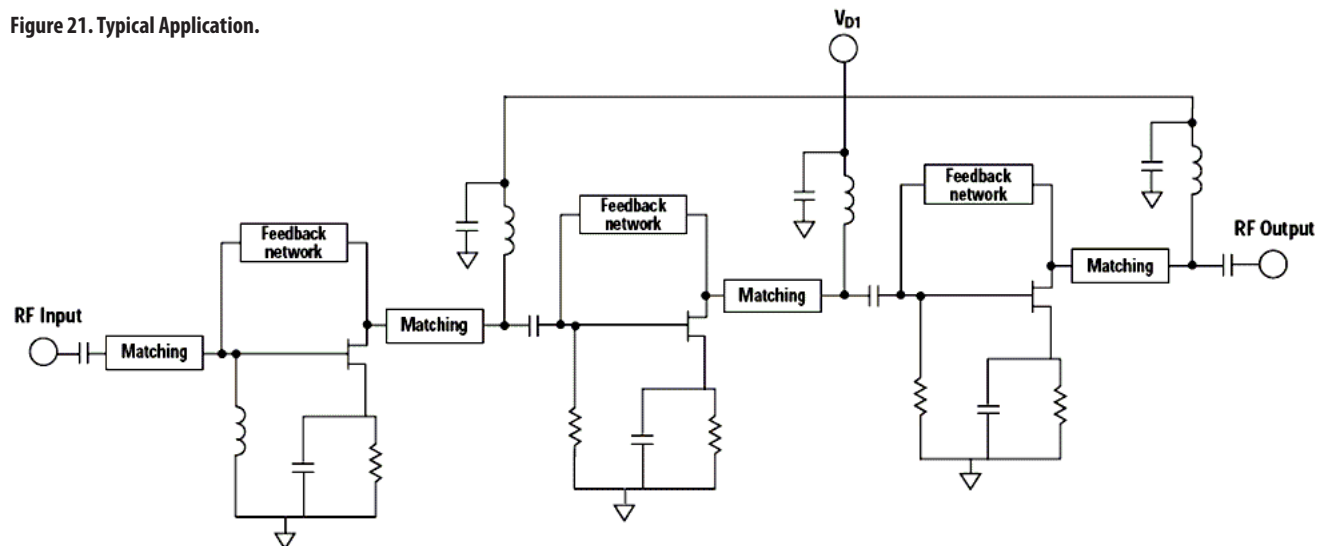 Figure 21. Typical Application.
VD1
Feedback
network
Feedback
network
Feedback
network
RF Output
Matching
Matching
Matching
RF Input
Matching